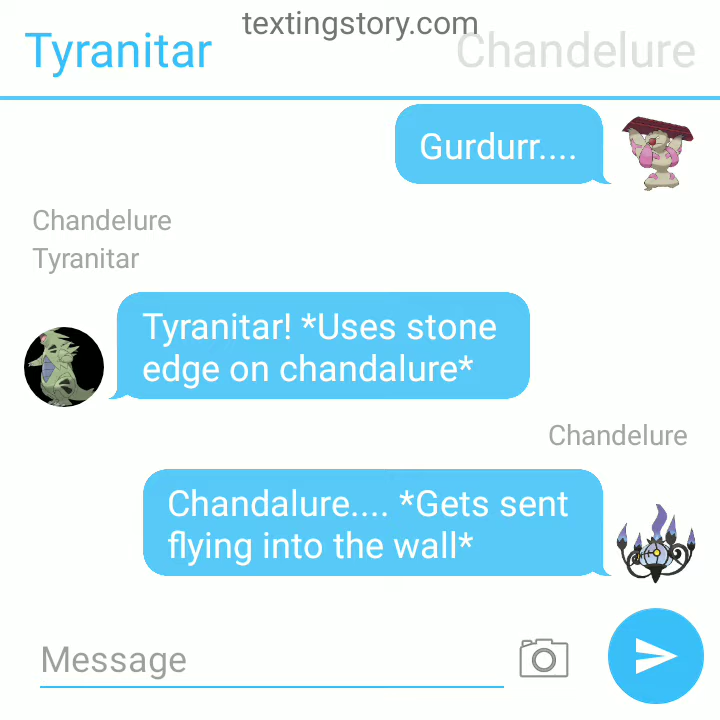 textingstory.com
Tyranitar Chandelure
Gurdurr....
Chandelure
Tyranitar
Tyranitar! *Uses stone
edge on chandalure*
Chandelure
Chandalure.... *Gets sent
flying into the wall*
Message